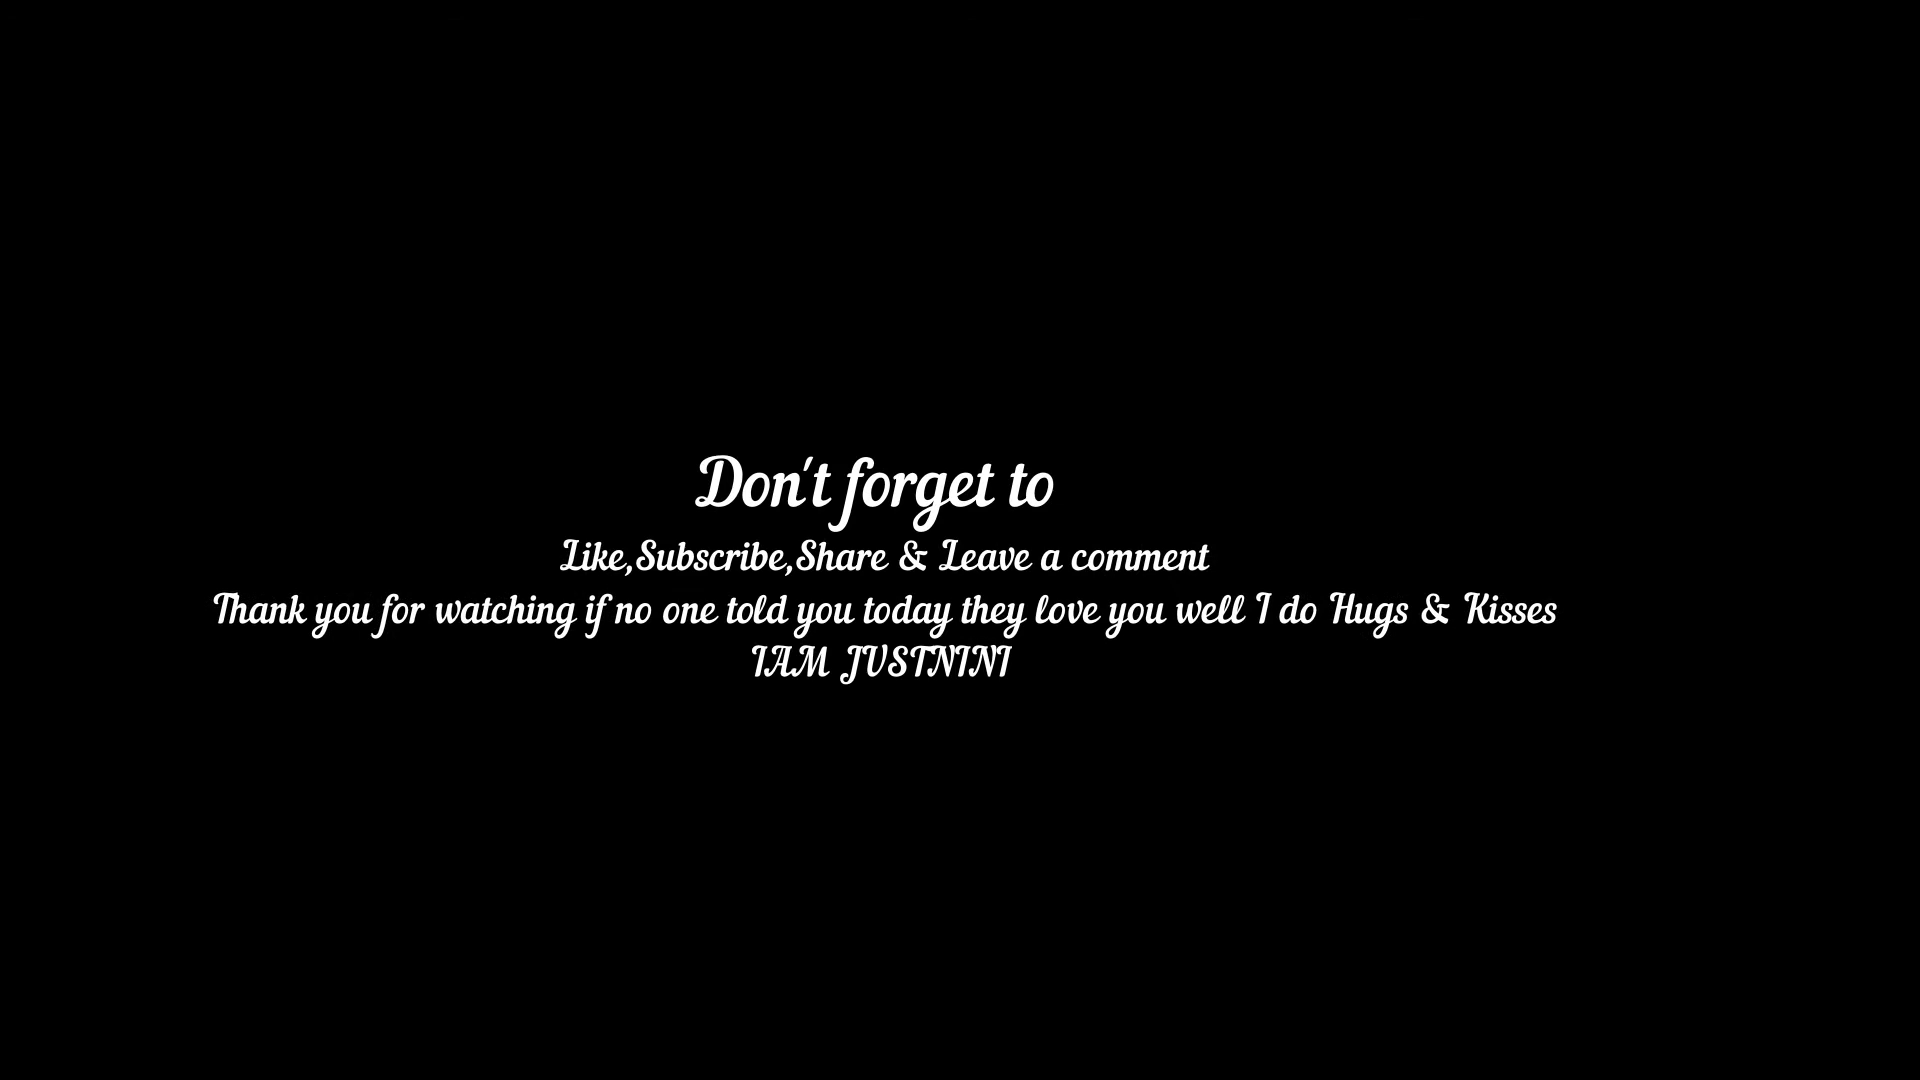 Don't forget to
Like,Subscribe,Share & Leave a comment
Thank you for watching if no one told you today they love you well I do Hugs & Kisses
IAM JUSTNINI